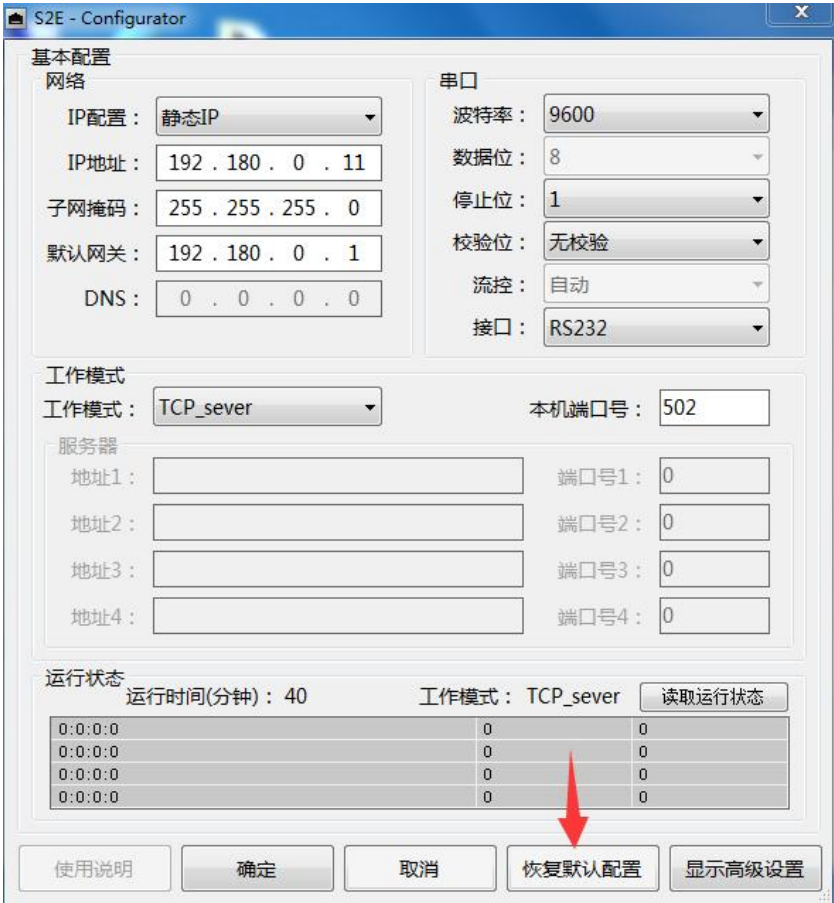 S2E - Configurator
基本配置
网络
IP配置： 静态IP
IP地址： 192 . 180 . 0 . 11
子网掩码： 255 . 255 . 255 . 0
默认网关： 192 . 180 . 0 . 1
DNS： 0 . 0 . 0 . 0
串口
波特率： 9600
数据位： 8
停止位： 1
校验位： 无校验
流控： 自动
接口： RS232
工作模式
工作模式： TCP_sever 本机端口号： 502
服务器
地址1： 端口号1： 0
地址2： 端口号2： 0
地址3： 端口号3： 0
地址4： 端口号4： 0
运行状态
运行时间(分钟)： 40 工作模式： TCP_sever 读取运行状态
0:0:0:0 0 0
0:0:0:0 0 0
0:0:0:0 0 0
0:0:0:0 0 0
使用说明 确定 取消 恢复默认配置 显示高级设置